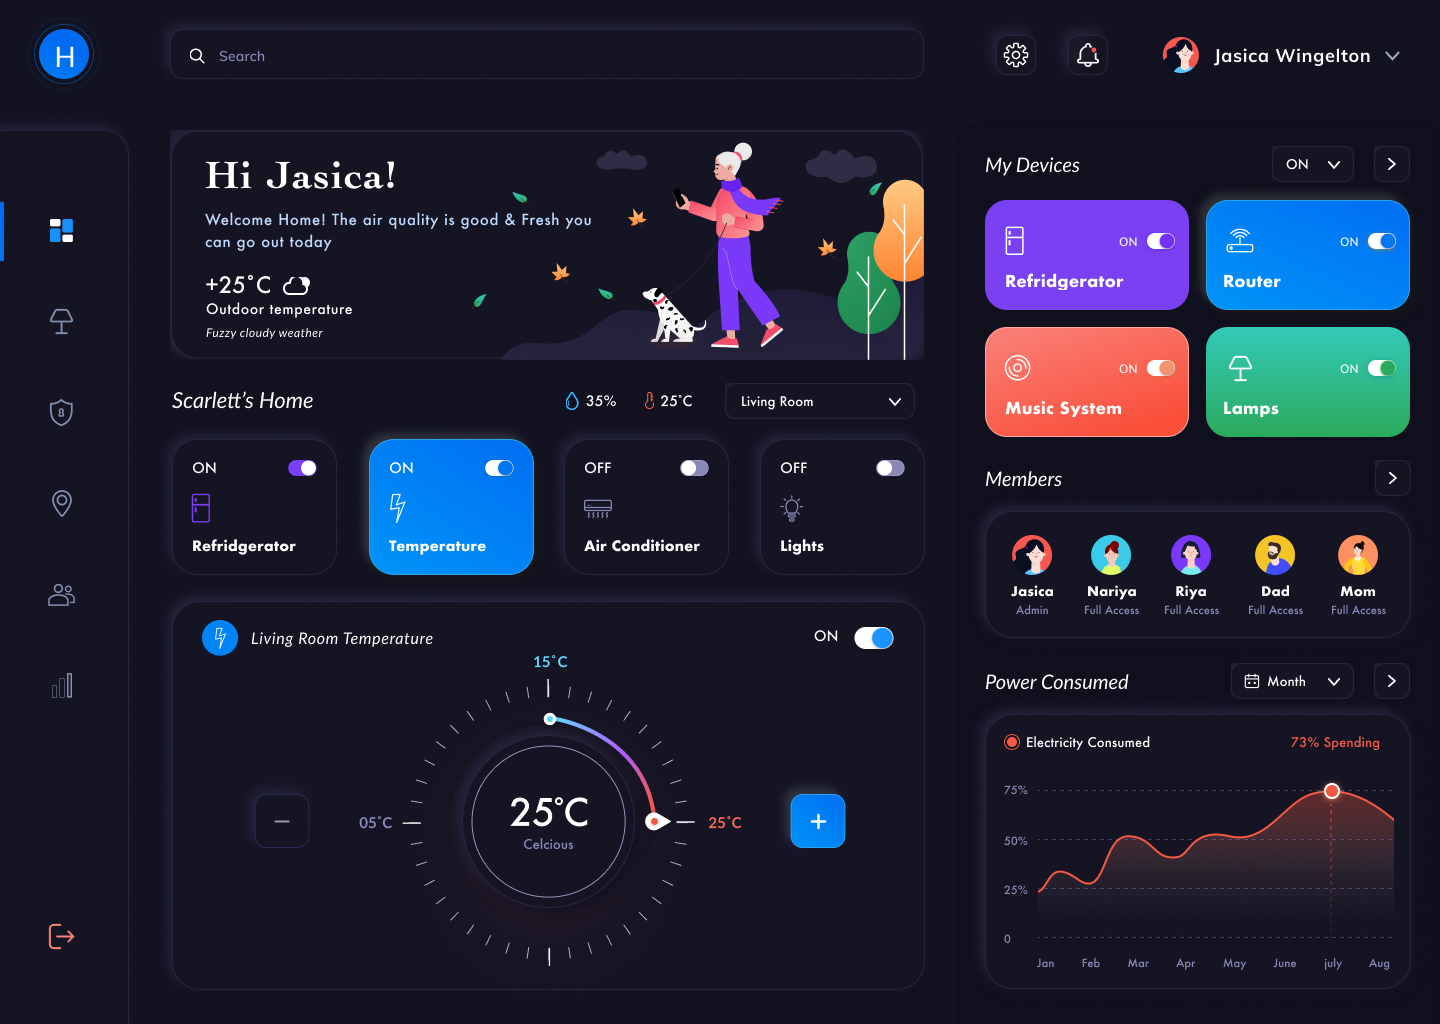 H
Search
Jasica Wingelton
Hi Jasica!
Welcome Home! The air quality is good & Fresh you
can go out today
+25°C
Outdoor temperature
Fuzzy cloudy weather
Scarlett's Home
35%
25°C
Living Room
ON
Refridgerator
ON
Temperature
OFF
Air Conditioner
OFF
Lights
Living Room Temperature
ON
15°C
05°C
25°C
Celcious
25°C
My Devices
ON
ON
Refridgerator
ON
Router
ON
Music System
ON
Lamps
Members
Jasica
Admin
Nariya
Full Access
Riya
Full Access
Dad
Full Access
Mom
Full Access
Power Consumed
Month
Electricity Consumed
73% Spending
75%
50%
25%
0
Jan Feb Mar Apr May June july Aug